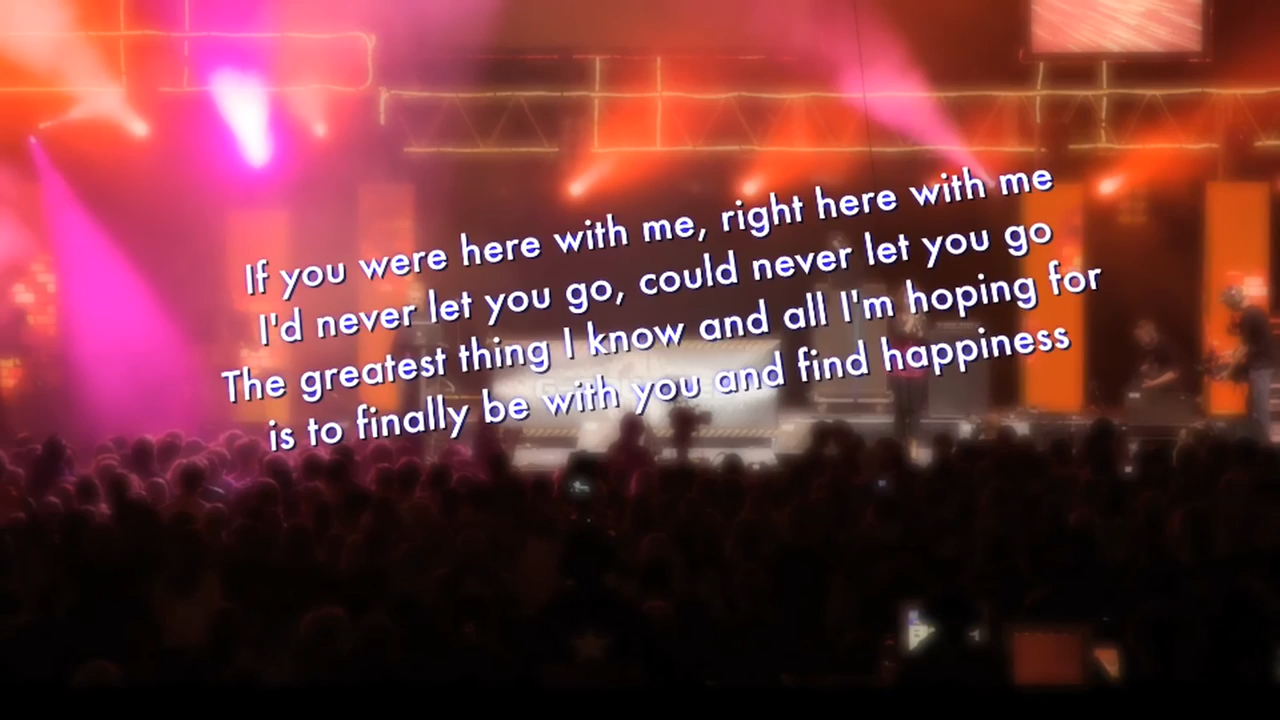 If you were here with me, right here with me
I'd never let you go, could never let you go
The greatest thing I know and all I'm hoping for
is to finally be with you and find happiness